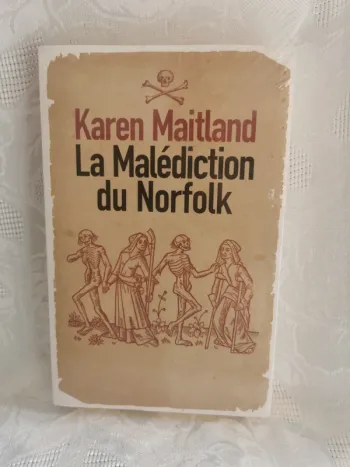 Karen Maitland
La Malédiction
du Norfolk